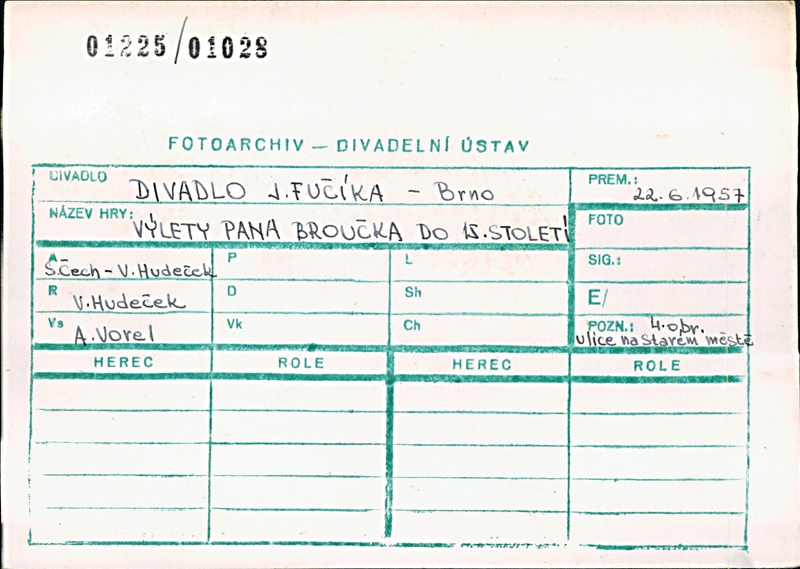 01225/01028
FOTOARCHIV – DIVADELNÍ ÚSTAV
DIVADLO DIVADLO J. FUČÍKA – Brno
PREM.: 22.6.1957
NÁZEV HRY: VÝLETY PANA BROUČKA DO 15. STOLETÍ
FOTO
A S.Čech – V. Hudeček P L
SIG.:
R V. Hudeček D Sh
E/
Vs A. Vorel Vk Ch
POZN.: 4. obr.
ulice na starém městě
HEREC ROLE HEREC ROLE